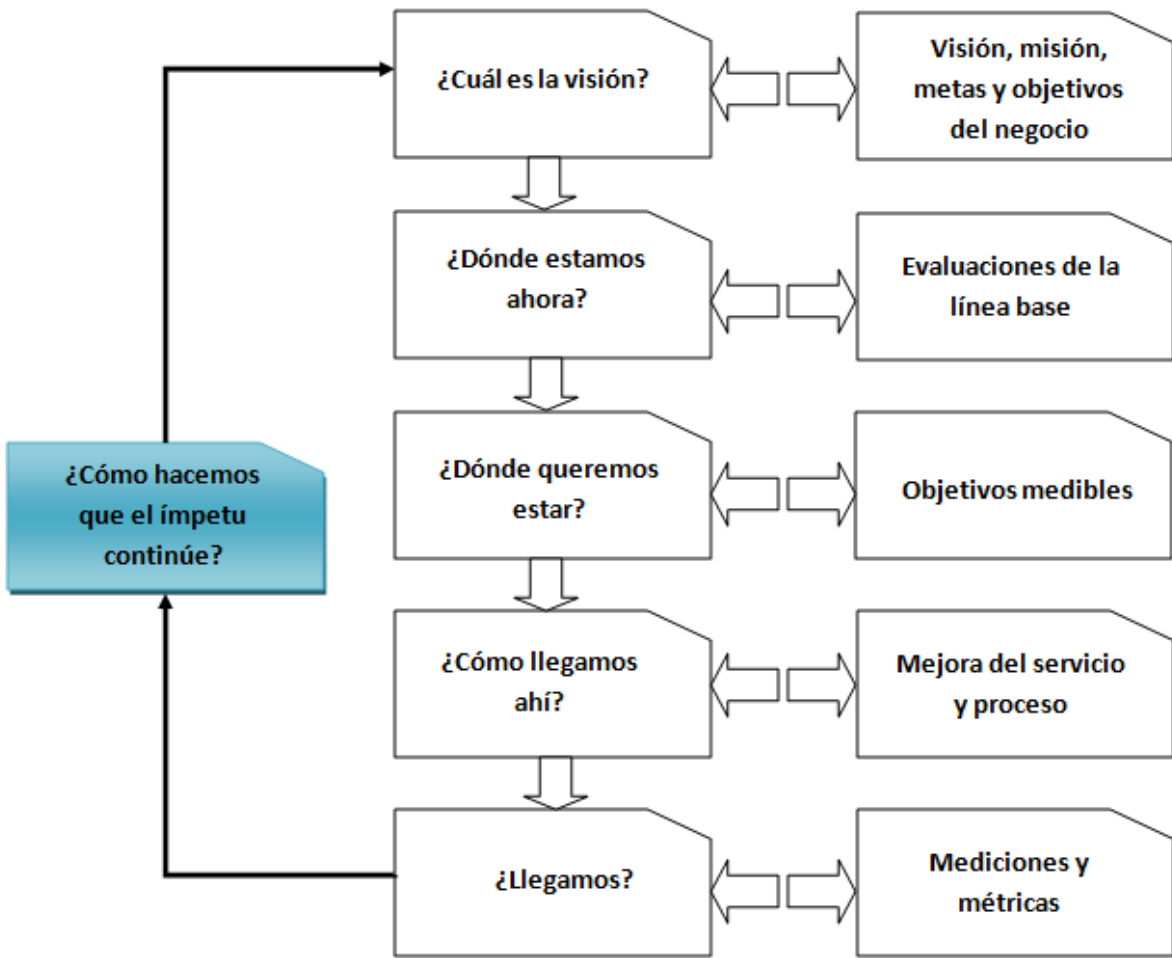 ¿Cuál es la visión?
Visión, misión,
metas y objetivos
del negocio
¿Dónde estamos
ahora?
Evaluaciones de la
línea base
¿Dónde queremos
estar?
Objetivos medibles
¿Cómo hacemos
que el ímpetu
continúe?
¿Cómo llegamos
ahí?
Mejora del servicio
y proceso
¿Llegamos?
Mediciones y
métricas